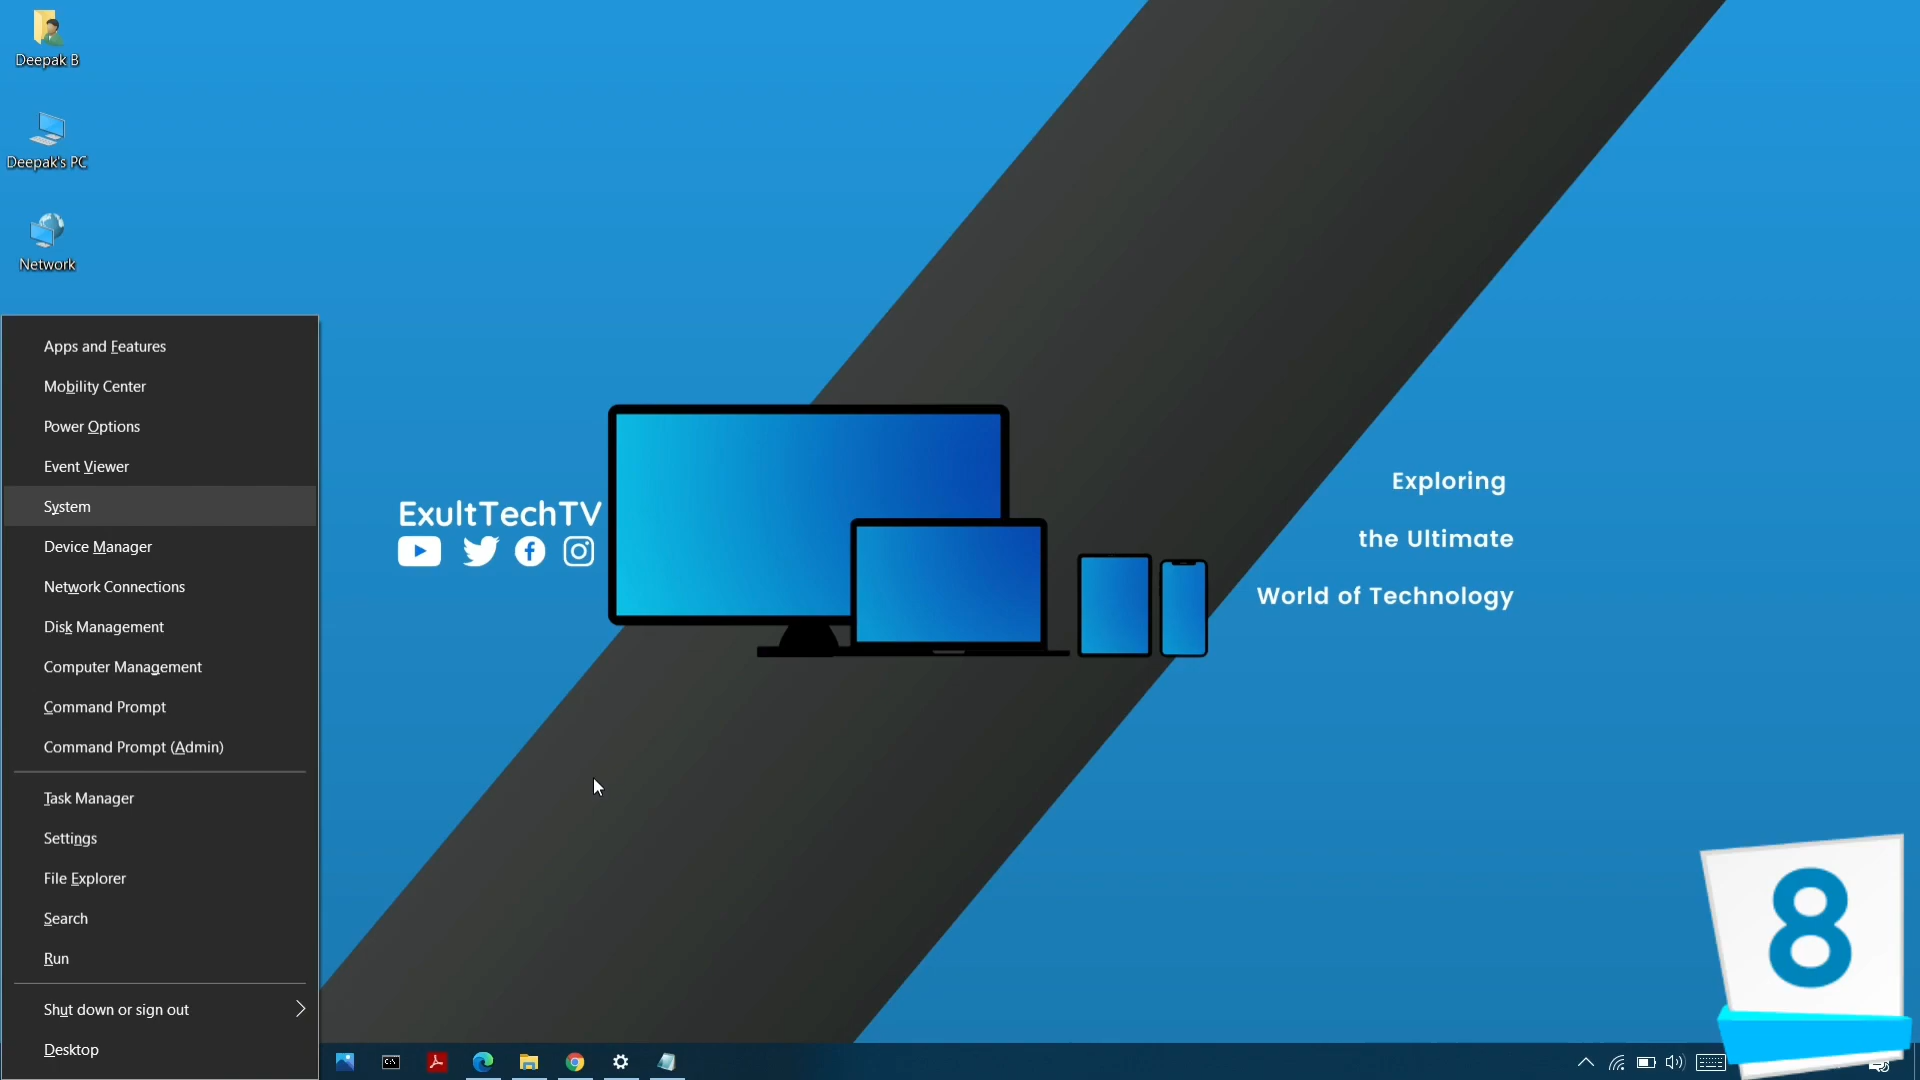 Deepak B
Deepak's PC
Network
Apps and Features
Mobility Center
Power Options
Event Viewer
System
Device Manager
Network Connections
Disk Management
Computer Management
Command Prompt
Command Prompt (Admin)
Task Manager
Settings
File Explorer
Search
Run
Shut down or sign out
Desktop
ExultTechTV
Exploring
the Ultimate
World of Technology
C:\
8